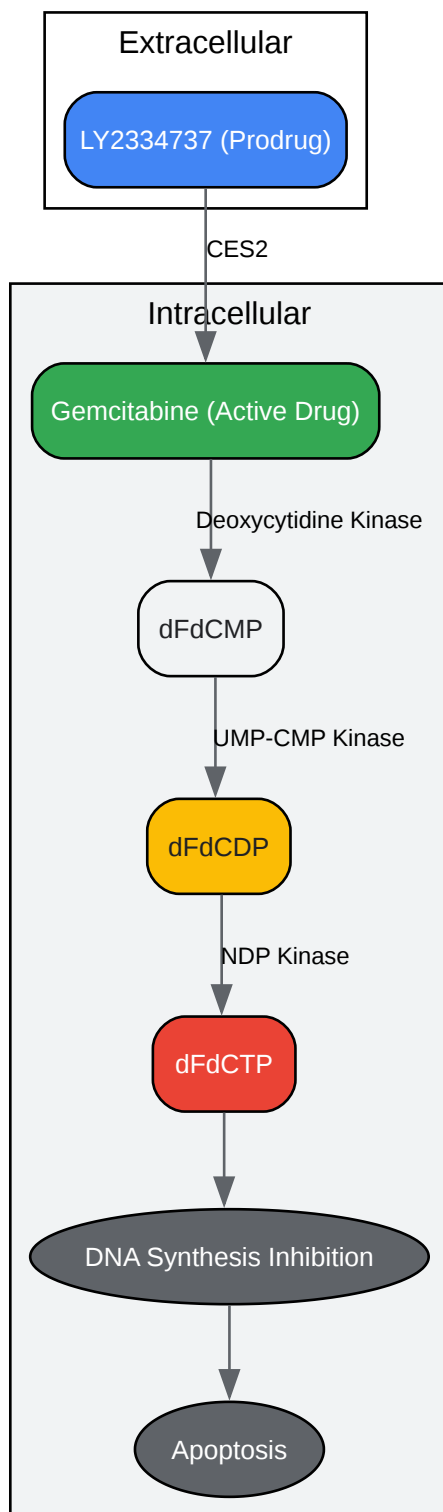 Extracellular
LY2334737 (Prodrug)
CES2
Intracellular
Gemcitabine (Active Drug)
Deoxycytidine Kinase
dFdCMP
UMP-CMP Kinase
dFdCDP
NDP Kinase
dFdCTP
DNA Synthesis Inhibition
Apoptosis